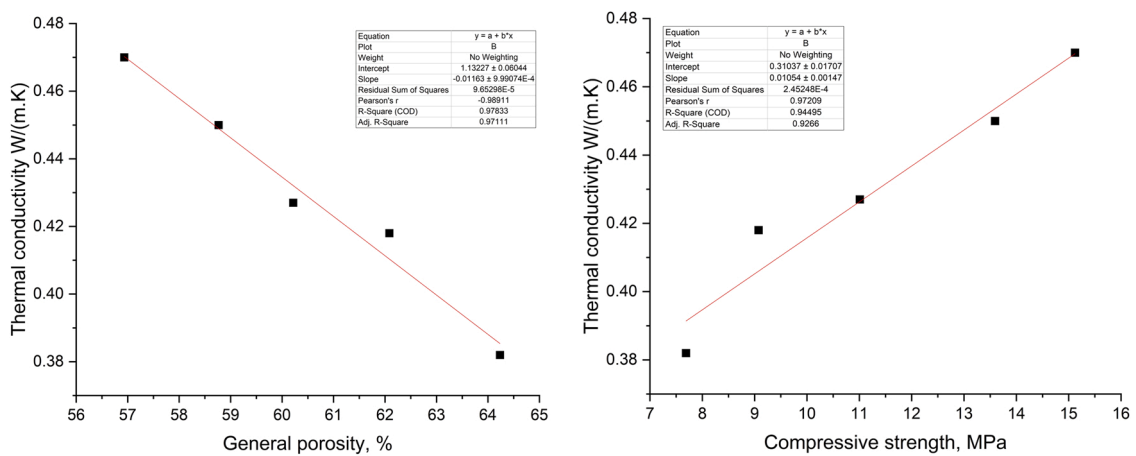 0.48
0.46
0.44
0.42
0.40
0.38
Thermal conductivity W/(m.K)
Equation y = a + b*x
Plot B
Weight No Weighting
Intercept 1.13227 ± 0.06044
Slope -0.01163 ± 9.99074E-4
Residual Sum of Squares 9.65298E-5
Pearson's r -0.98911
R-Square (COD) 0.97833
Adj. R-Square 0.97111
56 57 58 59 60 61 62 63 64 65
General porosity, %
0.48
0.46
0.44
0.42
0.40
0.38
Thermal conductivity W/(m.K)
Equation y = a + b*x
Plot B
Weight No Weighting
Intercept 0.31037 ± 0.01707
Slope 0.01054 ± 0.00147
Residual Sum of Squares 2.45248E-4
Pearson's r 0.97209
R-Square (COD) 0.94495
Adj. R-Square 0.9266
7 8 9 10 11 12 13 14 15 16
Compressive strength, MPa